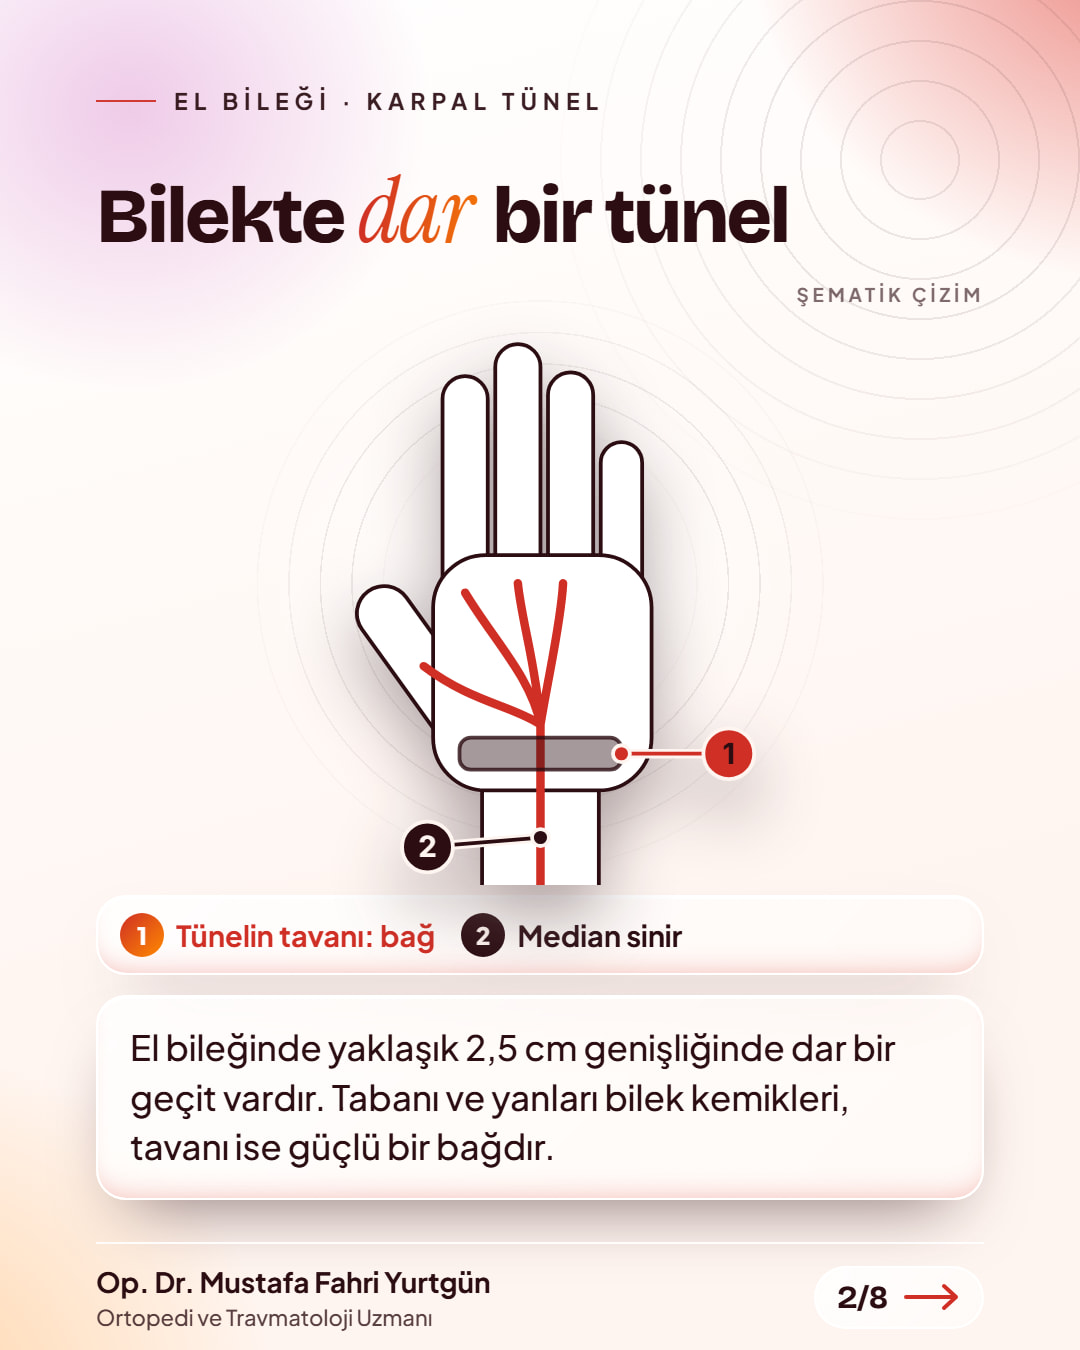 EL BİLEĞİ · KARPAL TÜNEL
Bilekte dar bir tünel
ŞEMATİK ÇİZİM
1
2
1 Tünelin tavanı: bağ 2 Median sinir
El bileğinde yaklaşık 2,5 cm genişliğinde dar bir
geçit vardır. Tabanı ve yanları bilek kemikleri,
tavanı ise güçlü bir bağdır.
Op. Dr. Mustafa Fahri Yurtgün
Ortopedi ve Travmatoloji Uzmanı
2/8